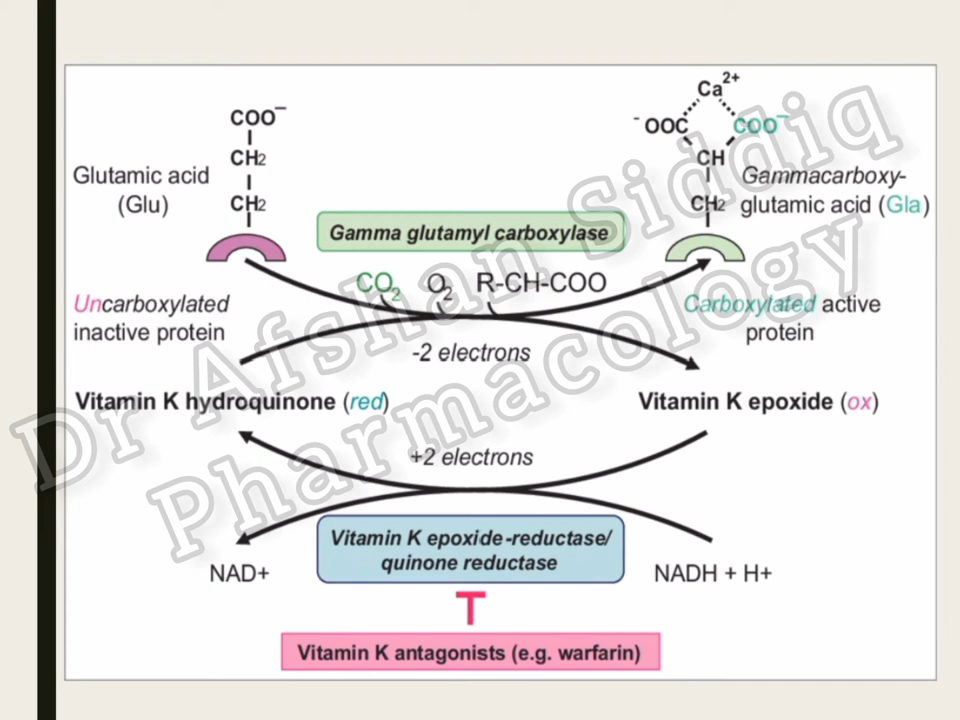 Ca2+
COO–
- OOC COO–
CH2
CH
Glutamic acid
(Glu)
Gammacarboxy-
glutamic acid (Gla)
CH2
CH2
Gamma glutamyl carboxylase
CO2 O2 R-CH-COO
Uncarboxylated
inactive protein
Carboxylated active
protein
-2 electrons
Vitamin K hydroquinone (red)
Vitamin K epoxide (ox)
+2 electrons
Vitamin K epoxide-reductase/
quinone reductase
NAD+
NADH + H+
Vitamin K antagonists (e.g. warfarin)
Dr Afshan Siddiq
Pharmacology